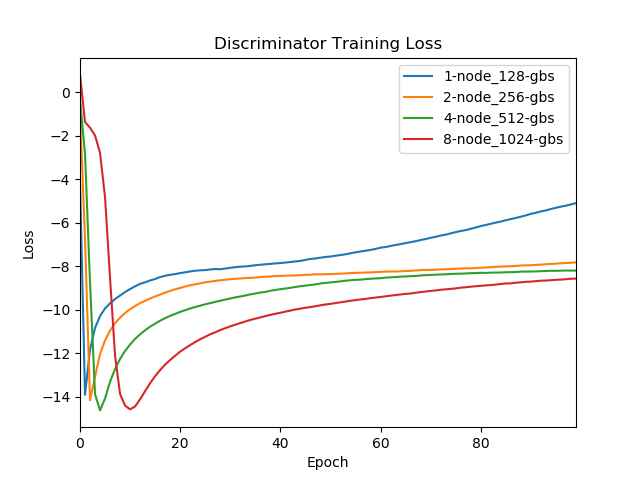 Discriminator Training Loss
1-node_128-gbs
2-node_256-gbs
4-node_512-gbs
8-node_1024-gbs
Loss
0
−2
−4
−6
−8
−10
−12
−14
0 20 40 60 80
Epoch